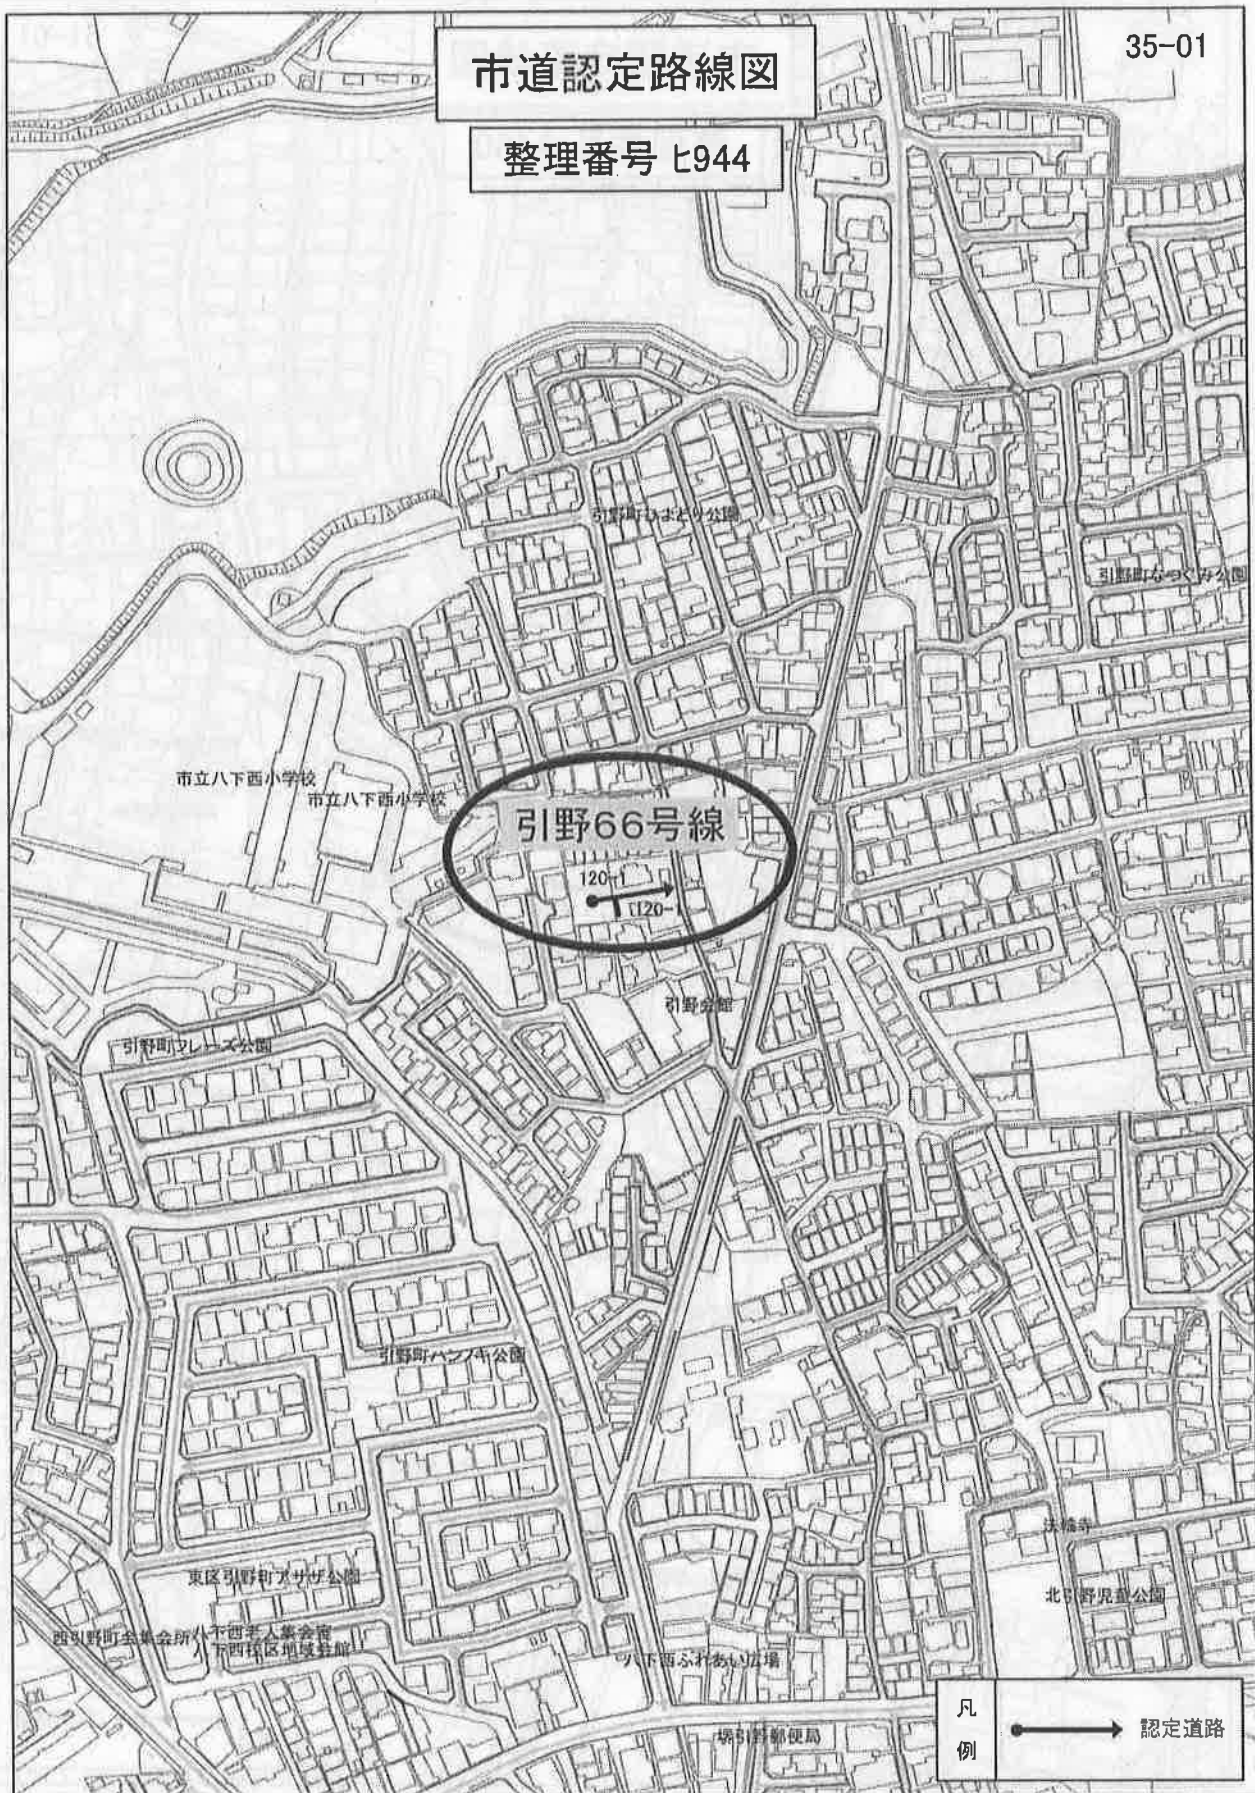 35-01
市道認定路線図
整理番号 ヒ944
引野町ひまどり公園
引野町なつぐみ公園
市立八下西小学校
市立八下西小学校
引野66号線
120-1
120-1
引野会館
引野町フレーズ公園
引野町ハンノキ公園
法輪寺
東区引野町アサザ公園
北引野児童公園
八下西老人集会室
西引野町会集会所
八下西校区地域会館
八下西ふれあい広場
堺引野郵便局
凡例
認定道路